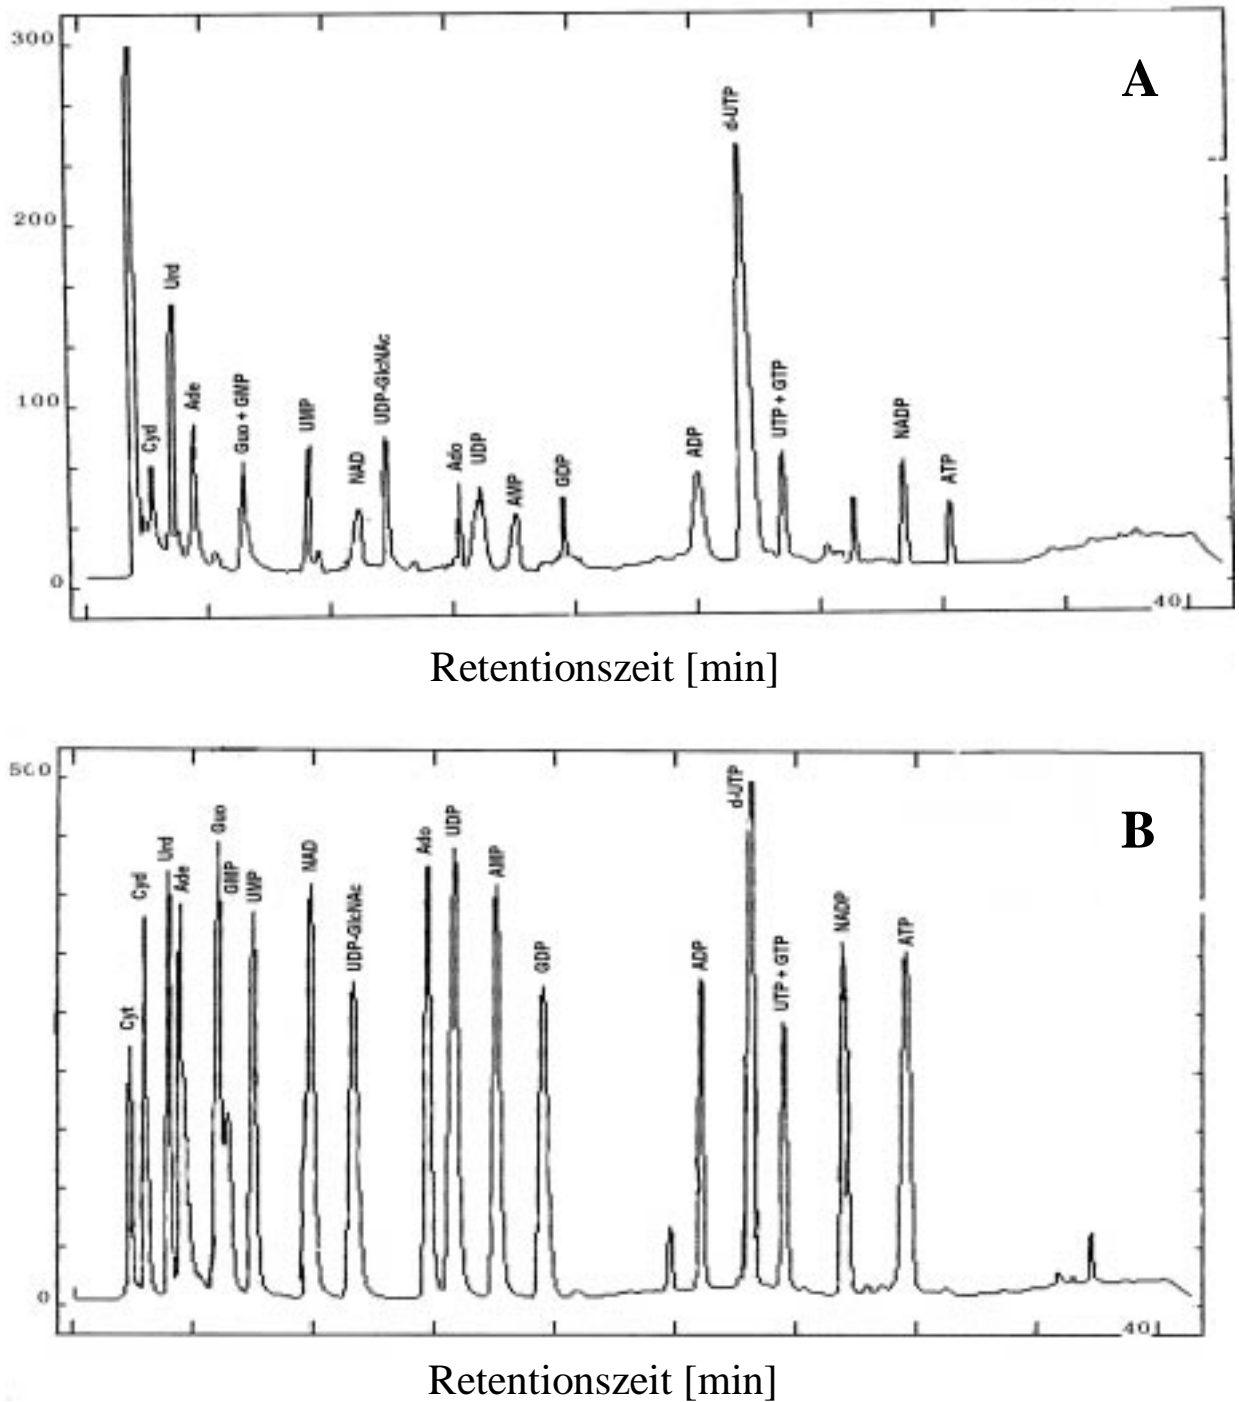 A
300
200
100
0
Cyd
Urd
Ade
Guo + GMP
UMP
NAD
UDP-GlcNAc
Ado
UDP
AMP
GDP
ADP
d-UTP
UTP + GTP
NADP
ATP
40
Retentionszeit [min]
B
500
0
Cyt
Cyd
Urd
Ade
Guo
GMP
UMP
NAD
UDP-GlcNAc
Ado
UDP
AMP
GDP
ADP
d-UTP
UTP + GTP
NADP
ATP
40
Retentionszeit [min]